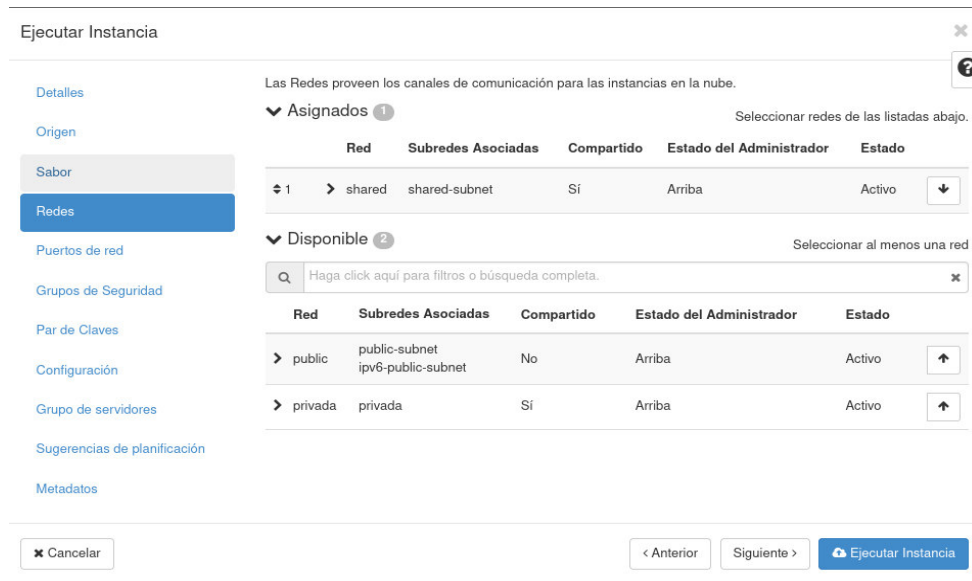 Ejecutar Instancia
Detalles
Origen
Sabor
Redes
Puertos de red
Grupos de Seguridad
Par de Claves
Configuración
Grupo de servidores
Sugerencias de planificación
Metadatos
Las Redes proveen los canales de comunicación para las instancias en la nube.
Asignados 1
Seleccionar redes de las listadas abajo.
Red Subredes Asociadas Compartido Estado del Administrador Estado
1 shared shared-subnet Sí Arriba Activo
Disponible 2
Seleccionar al menos una red
Haga click aquí para filtros o búsqueda completa.
Red Subredes Asociadas Compartido Estado del Administrador Estado
public public-subnet No Arriba Activo
ipv6-public-subnet
privada privada Sí Arriba Activo
Cancelar
< Anterior
Siguiente >
Ejecutar Instancia